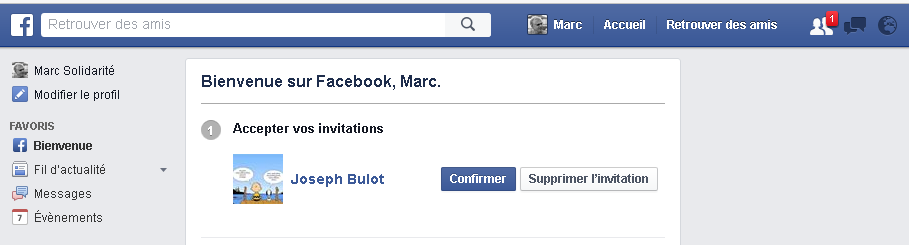 Retrouver des amis
Marc Accueil Retrouver des amis 1
Marc Solidarité
Modifier le profil
FAVORIS
Bienvenue
Fil d'actualité
Messages
7 Évènements
Bienvenue sur Facebook, Marc.
1 Accepter vos invitations
Joseph Bulot Confirmer Supprimer l'invitation